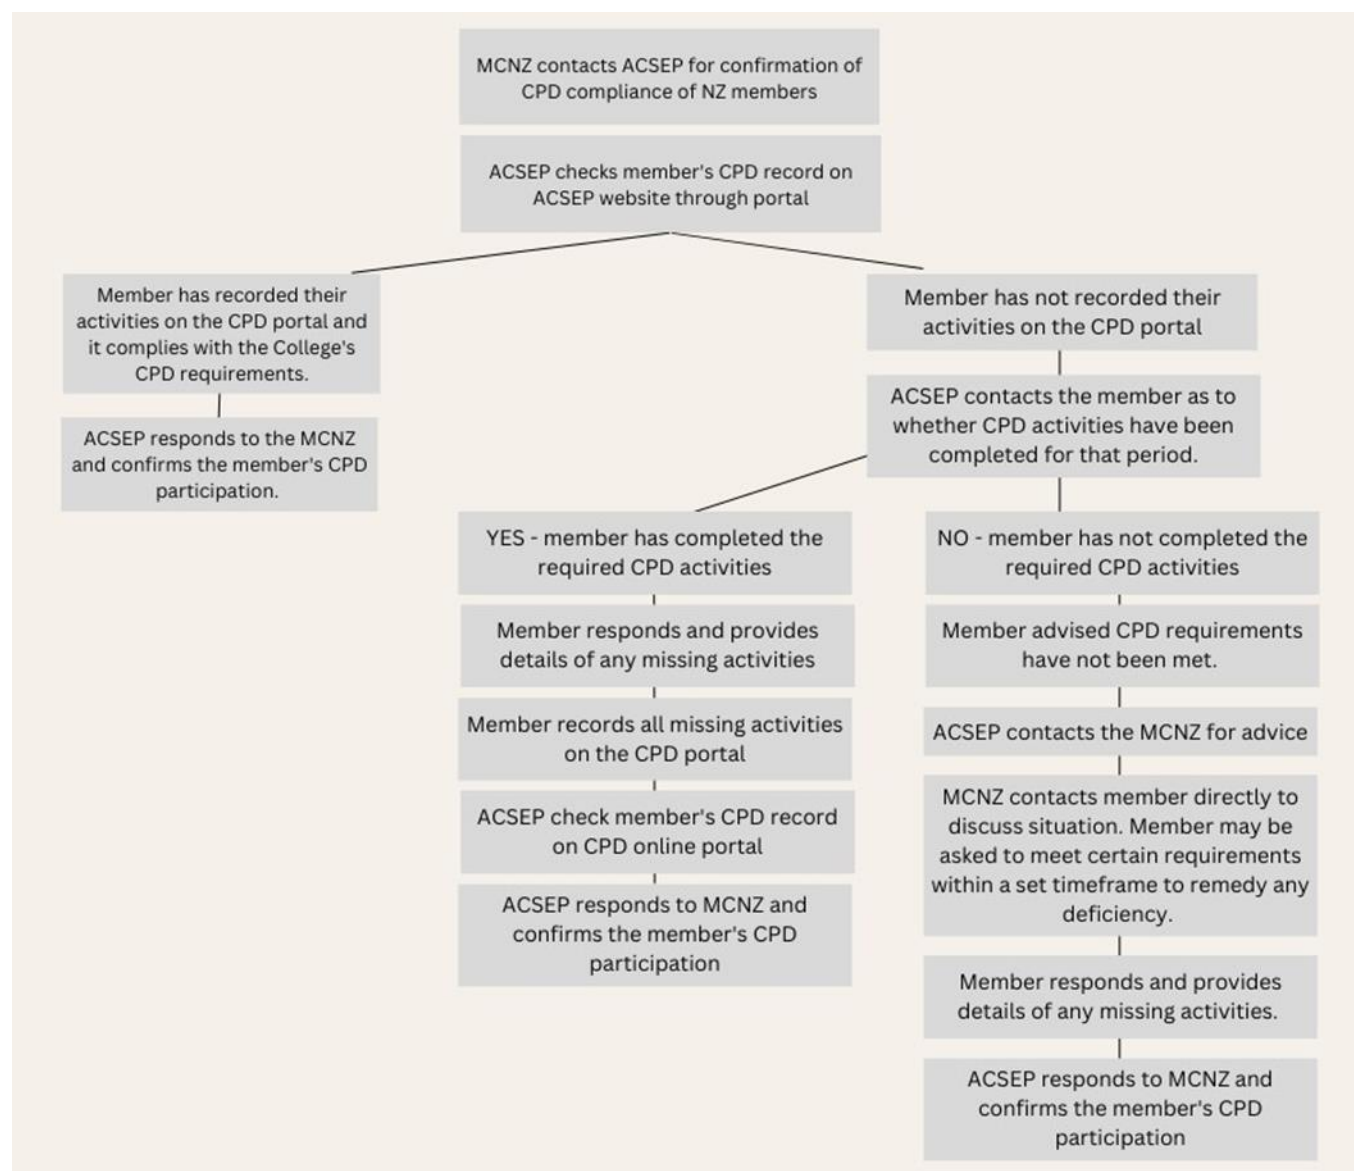 MCNZ contacts ACSEP for confirmation of
CPD compliance of NZ members
ACSEP checks member's CPD record on
ACSEP website through portal
Member has recorded their
activities on the CPD portal and
it complies with the College's
CPD requirements.
ACSEP responds to the MCNZ
and confirms the member's CPD
participation.
Member has not recorded their
activities on the CPD portal
ACSEP contacts the member as to
whether CPD activities have been
completed for that period.
YES - member has completed the
required CPD activities
Member responds and provides
details of any missing activities
Member records all missing activities
on the CPD portal
ACSEP check member's CPD record
on CPD online portal
ACSEP responds to MCNZ and
confirms the member's CPD
participation
NO - member has not completed the
required CPD activities
Member advised CPD requirements
have not been met.
ACSEP contacts the MCNZ for advice
MCNZ contacts member directly to
discuss situation. Member may be
asked to meet certain requirements
within a set timeframe to remedy any
deficiency.
Member responds and provides
details of any missing activities.
ACSEP responds to MCNZ and
confirms the member's CPD
participation